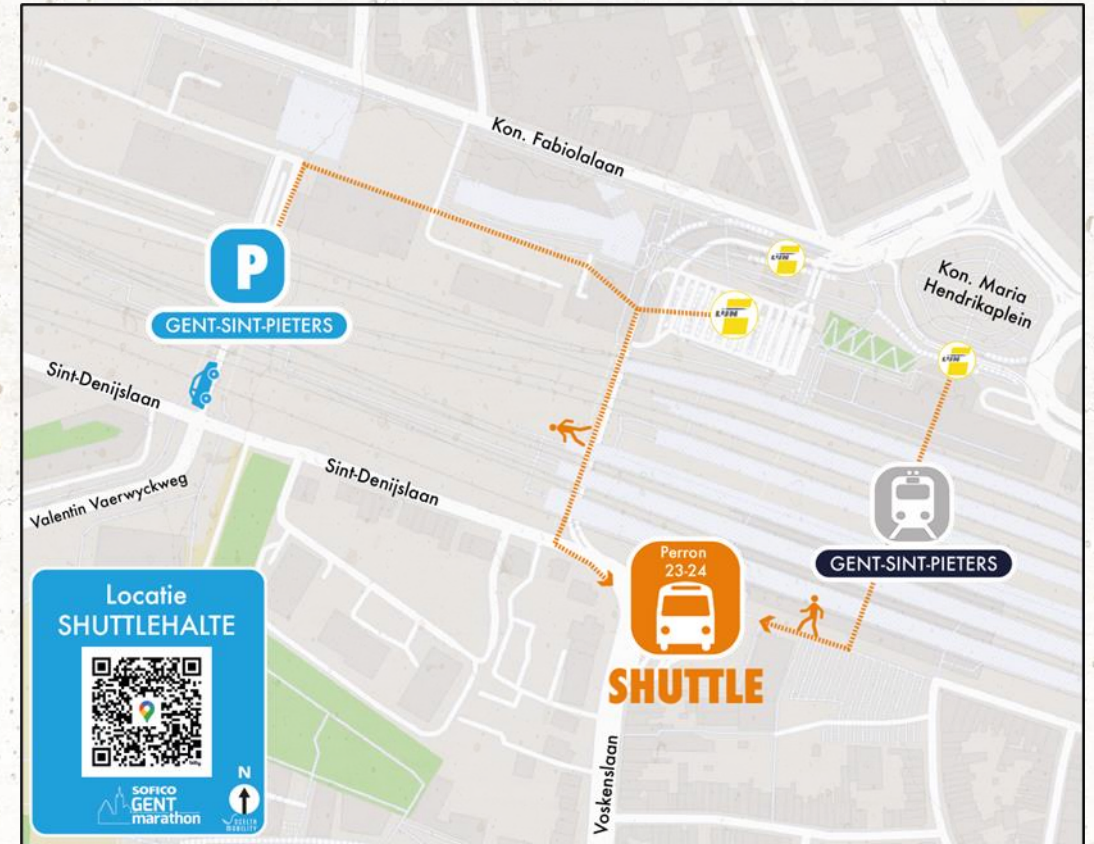 Kon. Fabiolalaan
Kon. Maria
Hendrikaplein
P
GENT-SINT-PIETERS
Sint-Denijslaan
Sint-Denijslaan
Valentin Vaerwyckweg
GENT-SINT-PIETERS
Perron
23-24
SHUTTLE
Voskenslaan
Locatie
SHUTTLEHALTE
SOFICO
GENT
marathon
N